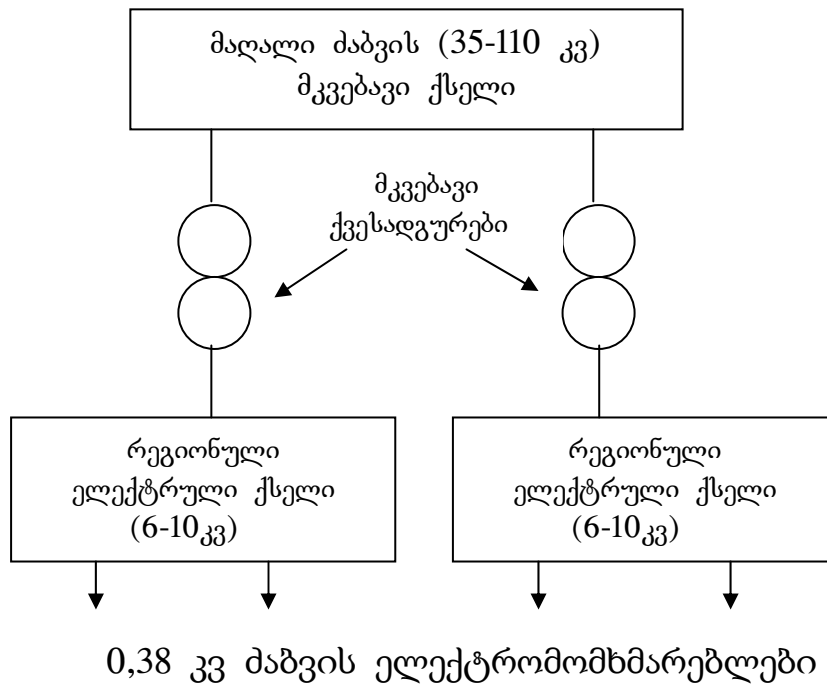 მაღალი ძაბვის (35-110 კვ)
მკვებავი ქსელი
მკვებავი
ქვესადგურები
რეგიონული
ელექტრული ქსელი
(6-10კვ)
რეგიონული
ელექტრული ქსელი
(6-10კვ)
0,38 კვ ძაბვის ელექტრომომხმარებლები